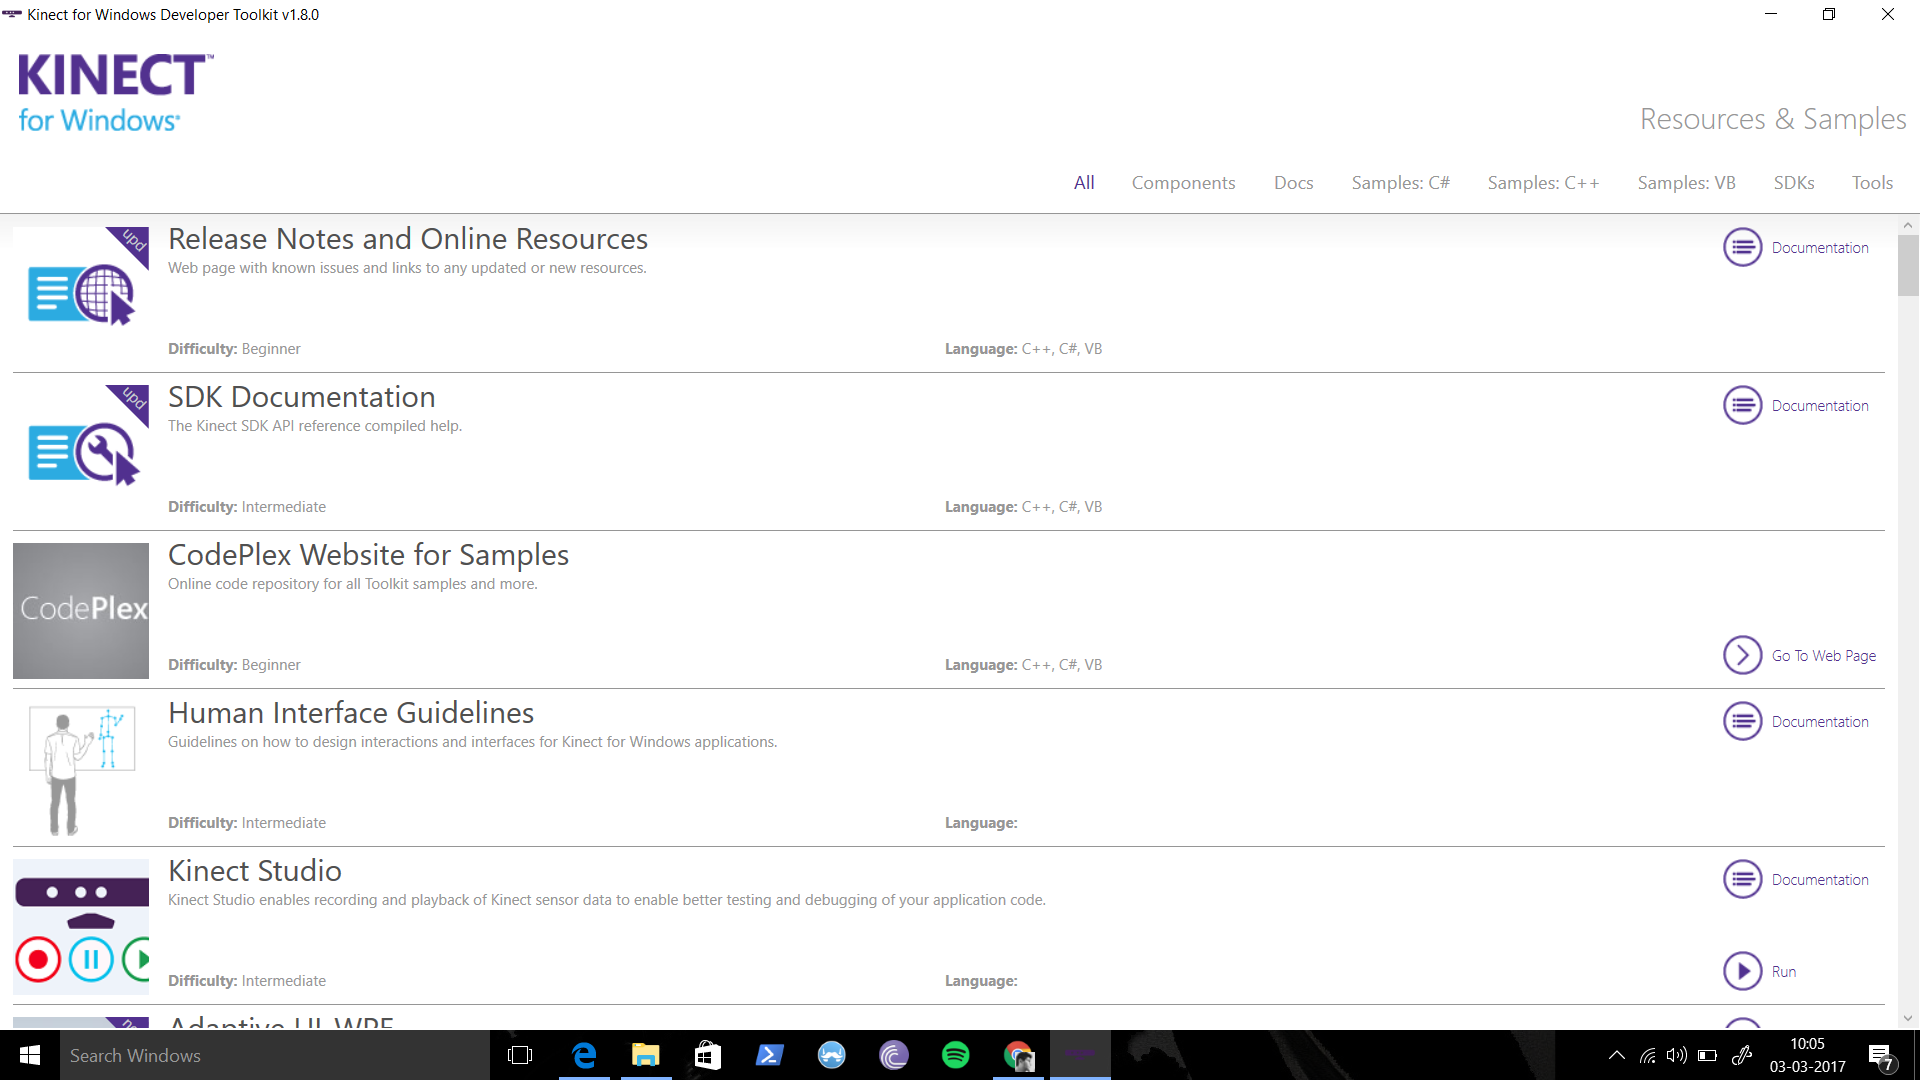 Kinect for Windows Developer Toolkit v1.8.0
KINECT™
for Windows®
Resources & Samples
All Components Docs Samples: C# Samples: C++ Samples: VB SDKs Tools
upd
Release Notes and Online Resources
Documentation
Web page with known issues and links to any updated or new resources.
Difficulty: Beginner Language: C++, C#, VB
upd
SDK Documentation
Documentation
The Kinect SDK API reference compiled help.
Difficulty: Intermediate Language: C++, C#, VB
CodePlex
CodePlex Website for Samples
Online code repository for all Toolkit samples and more.
Difficulty: Beginner Language: C++, C#, VB
Go To Web Page
Human Interface Guidelines
Documentation
Guidelines on how to design interactions and interfaces for Kinect for Windows applications.
Difficulty: Intermediate Language:
Kinect Studio
Documentation
Kinect Studio enables recording and playback of Kinect sensor data to enable better testing and debugging of your application code.
Difficulty: Intermediate Language:
Run
Adaptive UI-WPF
Search Windows
10:05
03-03-2017
7